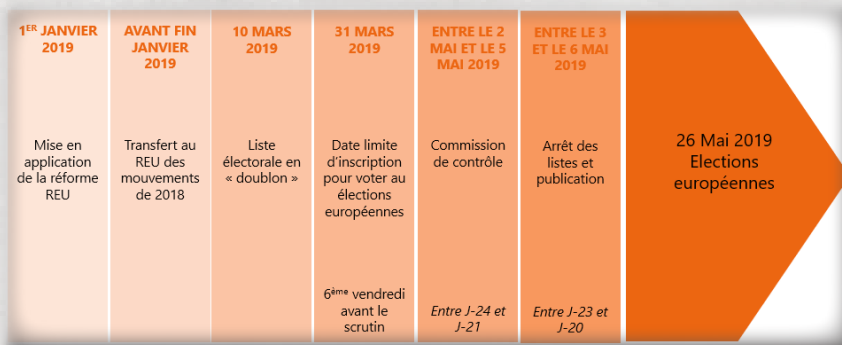 1ER JANVIER
2019
Mise en
application
de la réforme
REU
AVANT FIN
JANVIER
2019
Transfert au
REU des
mouvements
de 2018
10 MARS
2019
Liste
électorale en
« doublon »
31 MARS
2019
Date limite
d'inscription
pour voter au
élections
européennes
6ème vendredi
avant le
scrutin
ENTRE LE 2
MAI ET LE 5
MAI 2019
Commission
de contrôle
Entre J-24 et
J-21
ENTRE LE 3
ET LE 6 MAI
2019
Arrêt des
listes et
publication
Entre J-23 et
J-20
26 Mai 2019
Elections
européennes